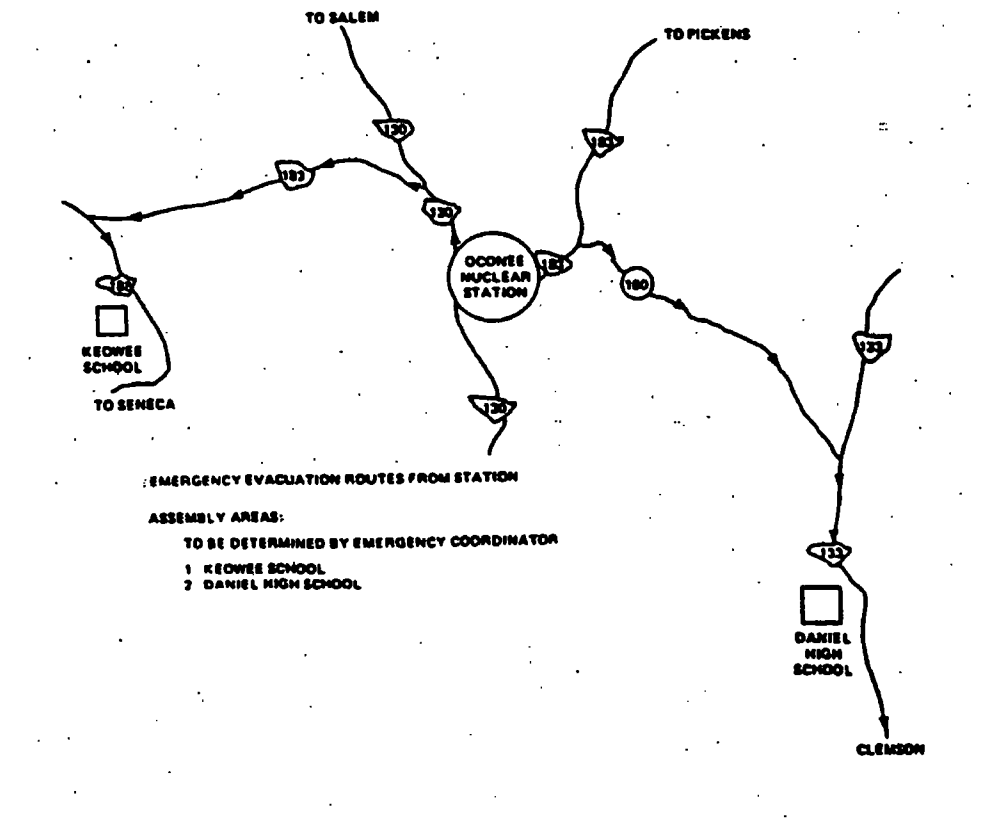 TO SALEM
TO PICKENS
130
183
183
130
OCONEE
NUCLEAR
STATION
183
160
133
KEOWEE
SCHOOL
TO SENECA
130
EMERGENCY EVACUATION ROUTES FROM STATION
ASSEMBLY AREAS:
TO BE DETERMINED BY EMERGENCY COORDINATOR
1 KEOWEE SCHOOL
2 DANIEL HIGH SCHOOL
133
DANIEL
HIGH
SCHOOL
CLEMSON